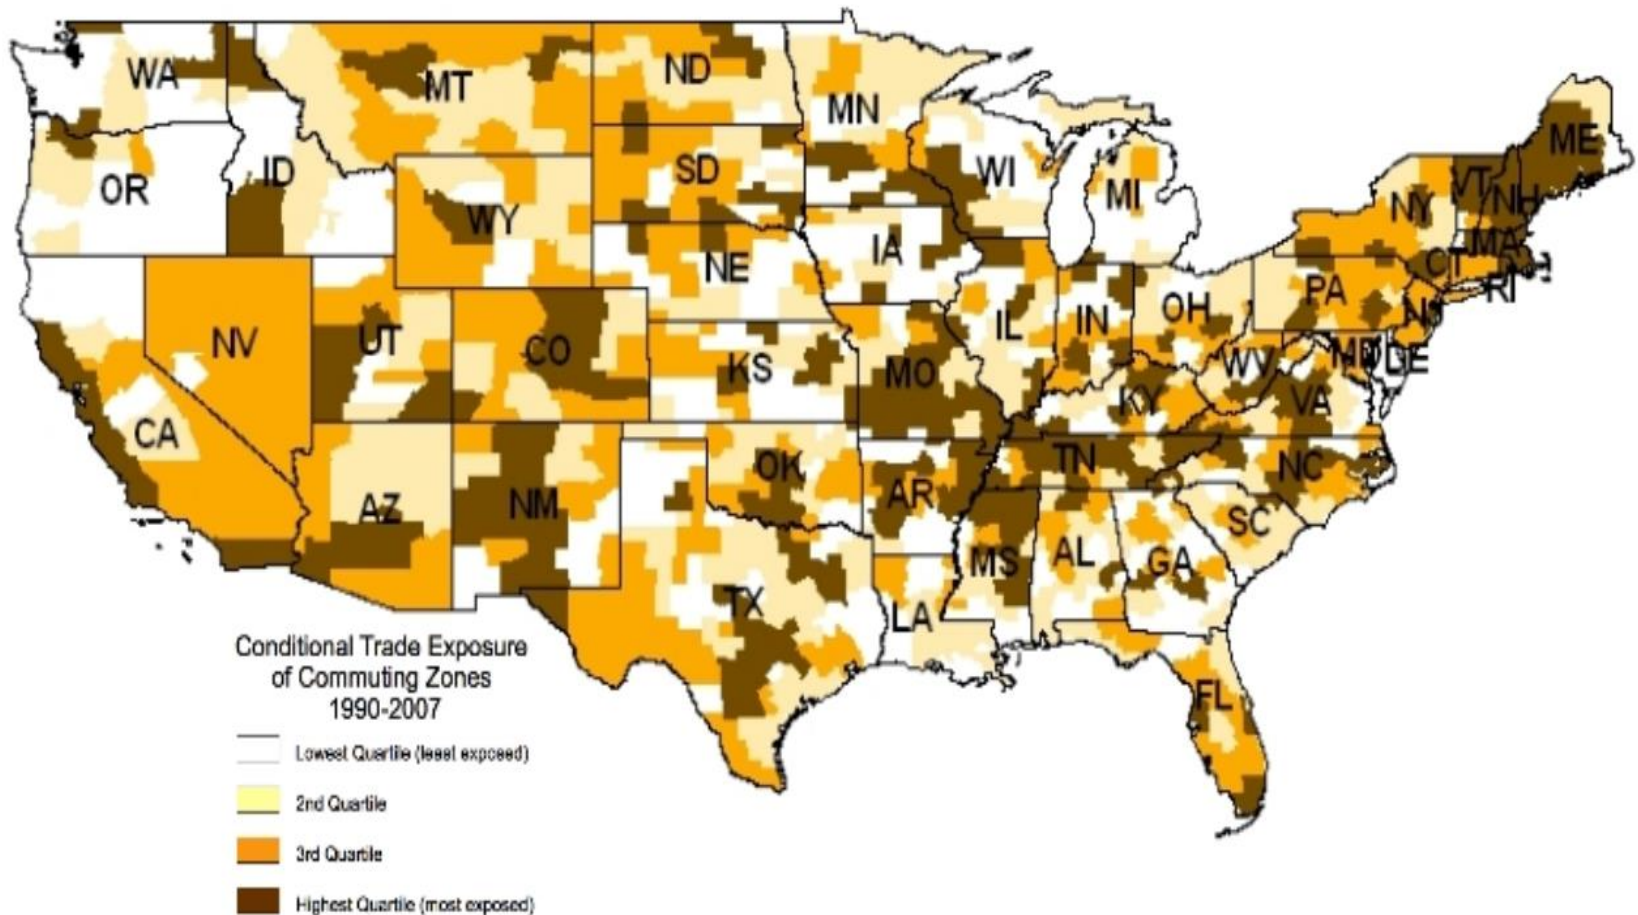 WA
MT
ND
MN
ME
OR
ID
SD
WI
MI
VT
NH
NY
WY
MA
NE
IA
CT
RI
PA
NV
UT
CO
IL
IN
OH
NJ
KS
MO
WV
MD
DE
KY
VA
CA
OK
TN
NC
AZ
NM
AR
SC
MS
AL
GA
TX
LA
FL
Conditional Trade Exposure
of Commuting Zones
1990-2007
Lowest Quartile (least exposed)
2nd Quartile
3rd Quartile
Highest Quartile (most exposed)